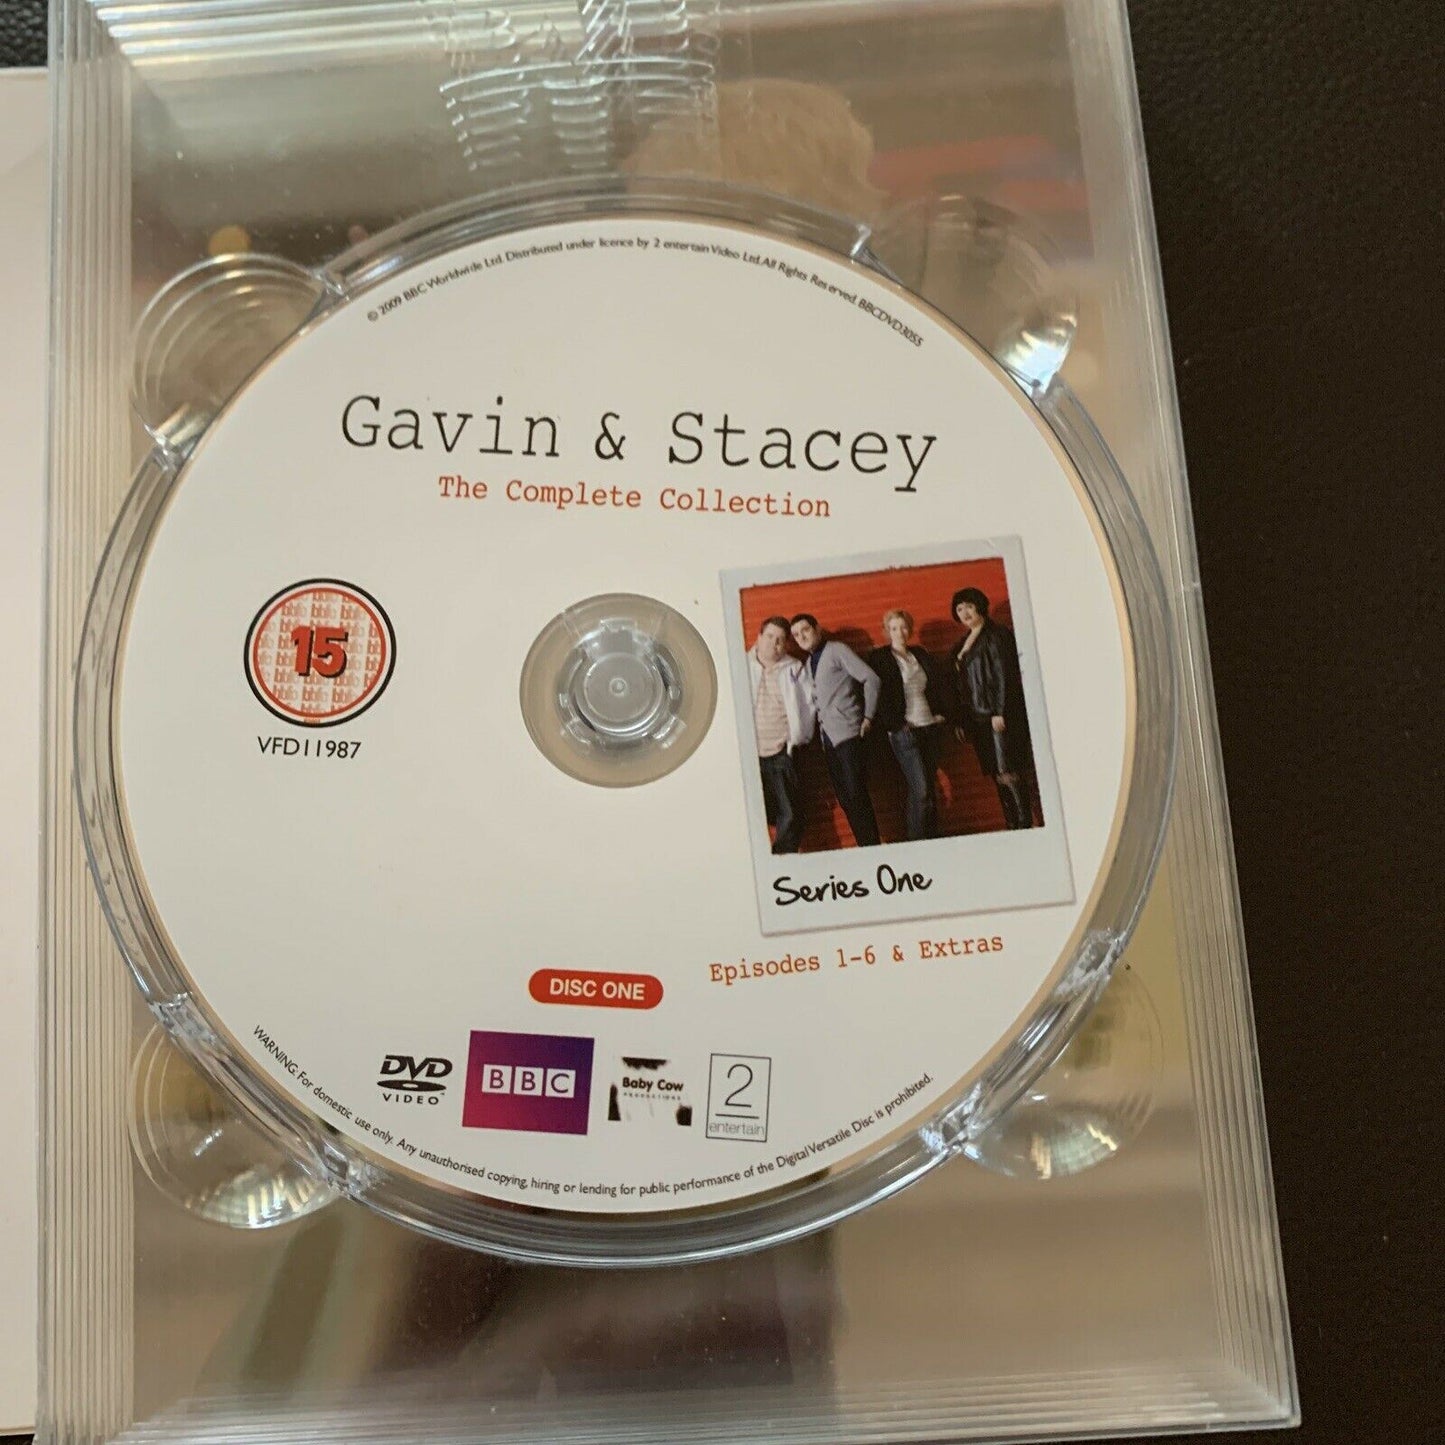 © 2009 BBC Worldwide Ltd. Distributed under licence by 2 entertain Video Ltd. All Rights Reserved. BBCDVD3055
Gavin & Stacey
The Complete Collection
15
VFD11987
Series One
Episodes 1-6 & Extras
DISC ONE
DVD
VIDEO
BBC
Baby Cow
PRODUCTIONS
2
entertain
WARNING: For domestic use only. Any unauthorised copying, hiring or lending for public performance of the Digital Versatile Disc is prohibited.